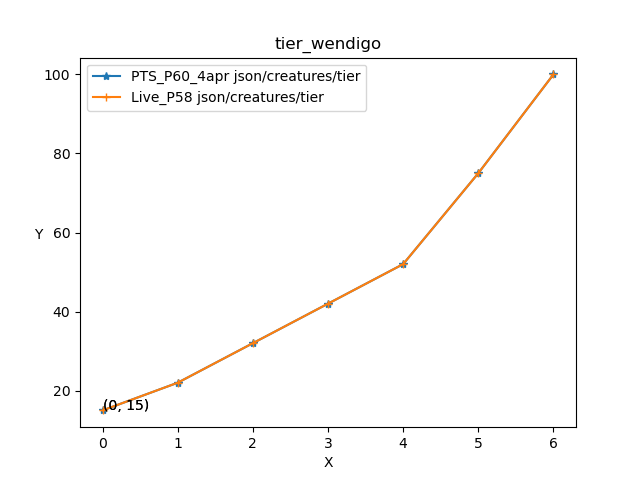 tier_wendigo
PTS_P60_4apr json/creatures/tier
Live_P58 json/creatures/tier
100
80
60
40
20
Y
(0, 15)
0 1 2 3 4 5 6
X